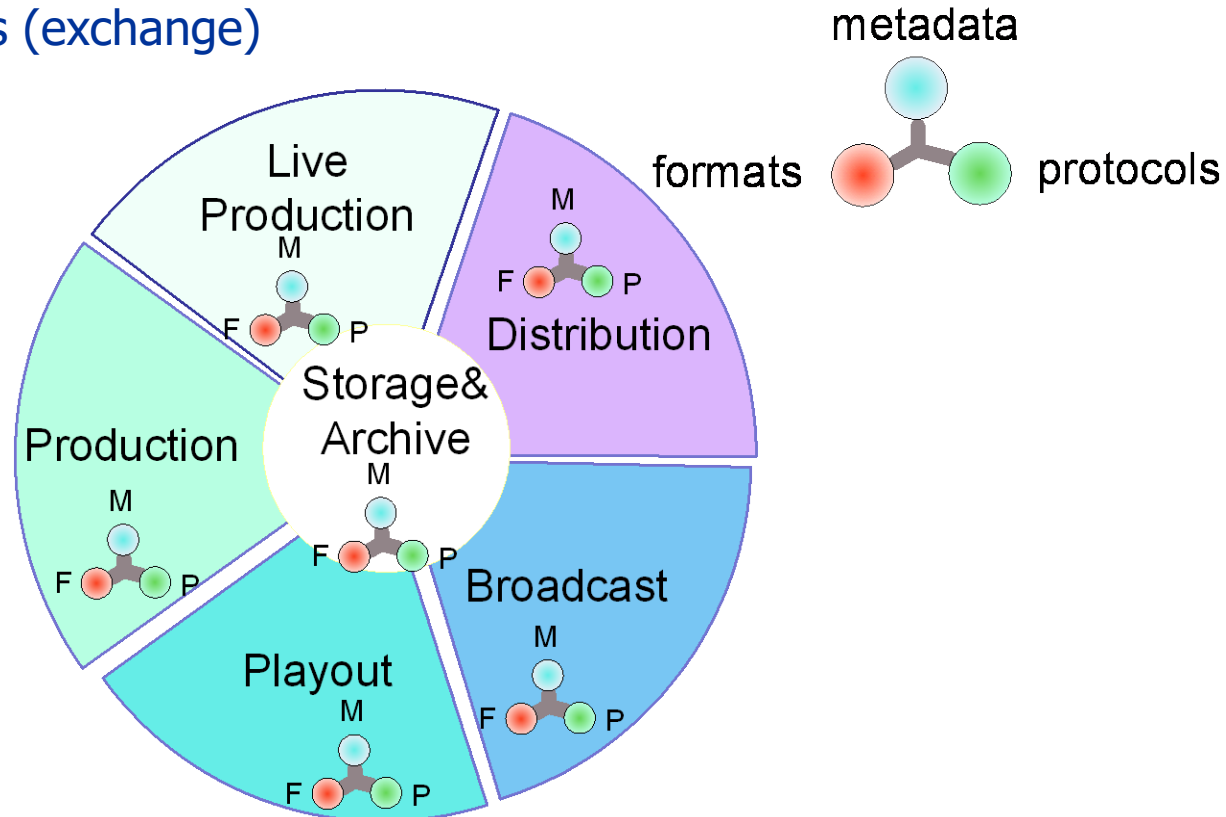 s (exchange)
metadata
formats
protocols
Live
Production
M
F
P
M
F
P
Distribution
Storage&
Archive
M
F
P
Production
M
F
P
Broadcast
M
F
P
Playout
M
F
P